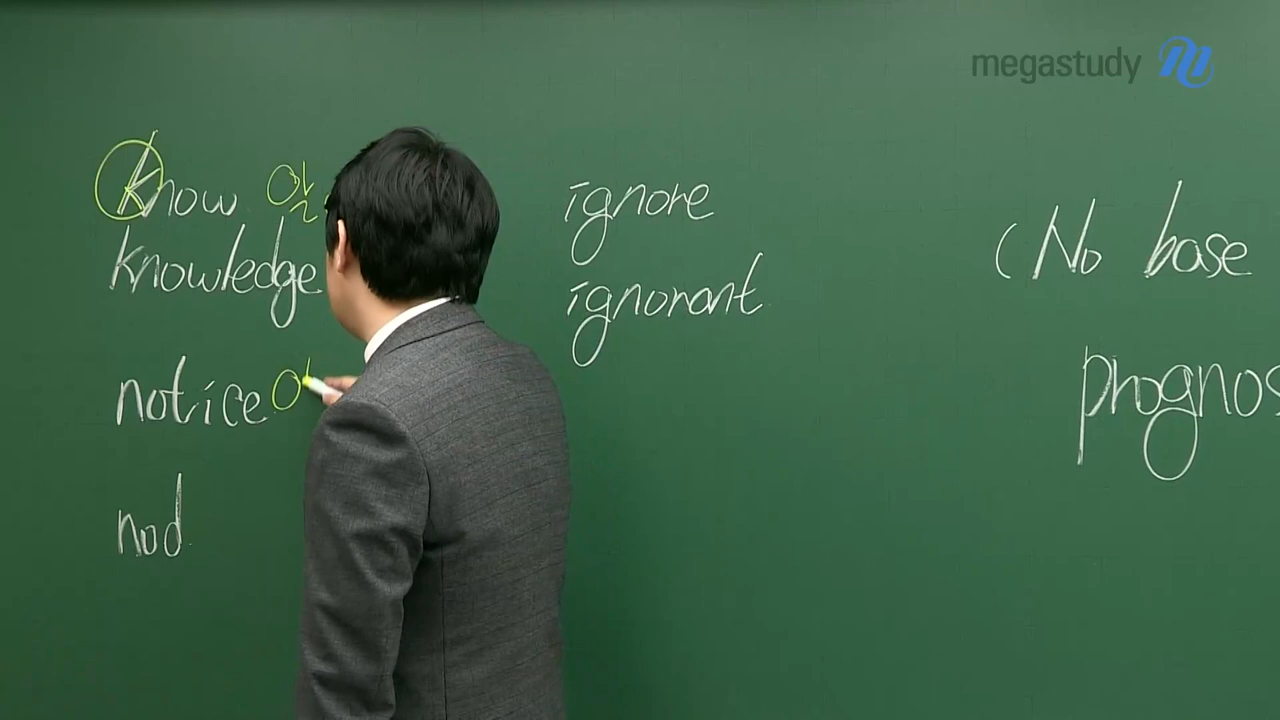 megastudy
know
knowledge
notice
nod
ignore
ignorant
(No base
prognos